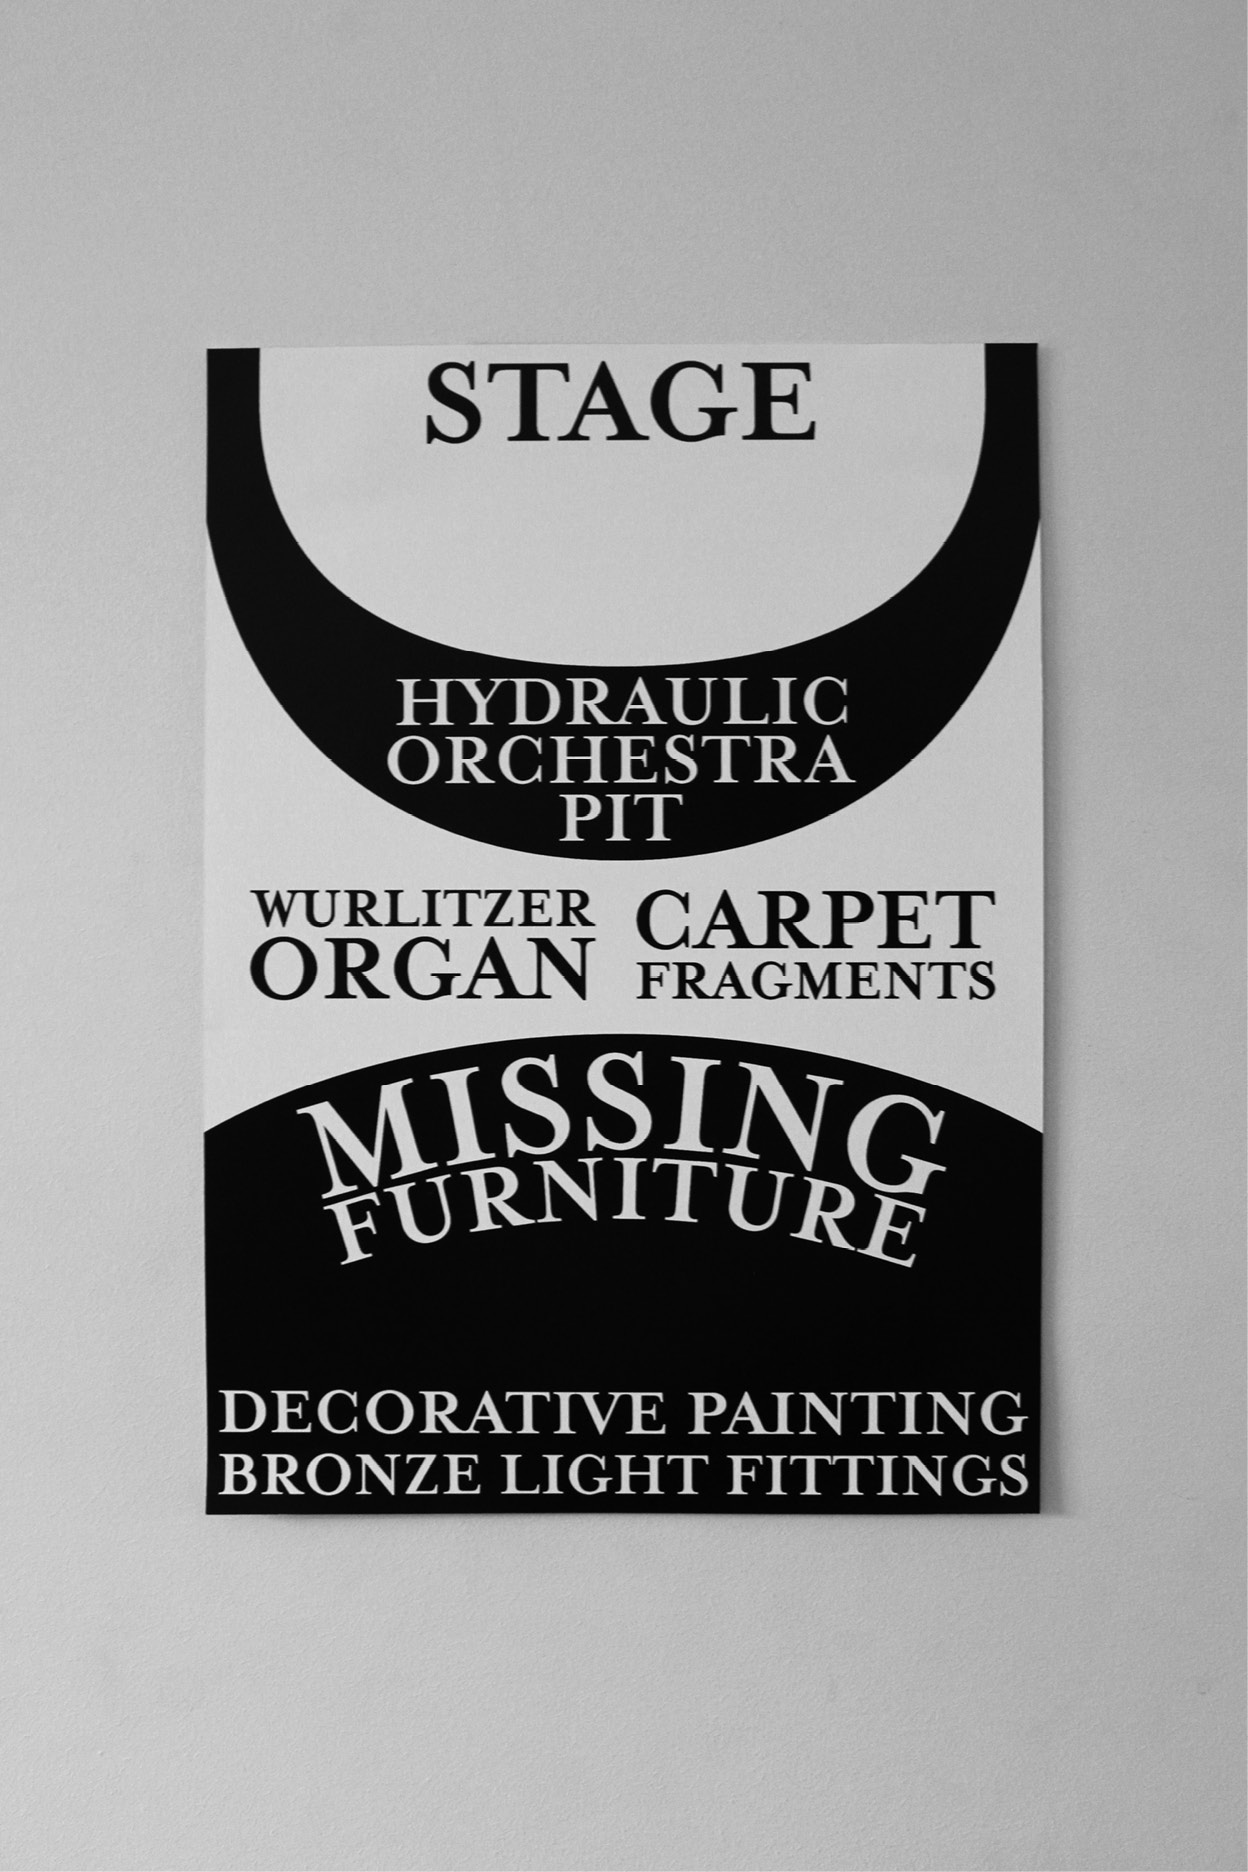 STAGE
HYDRAULIC
ORCHESTRA
PIT
WURLITZER
ORGAN
CARPET
FRAGMENTS
MISSING
FURNITURE
DECORATIVE PAINTING
BRONZE LIGHT FITTINGS